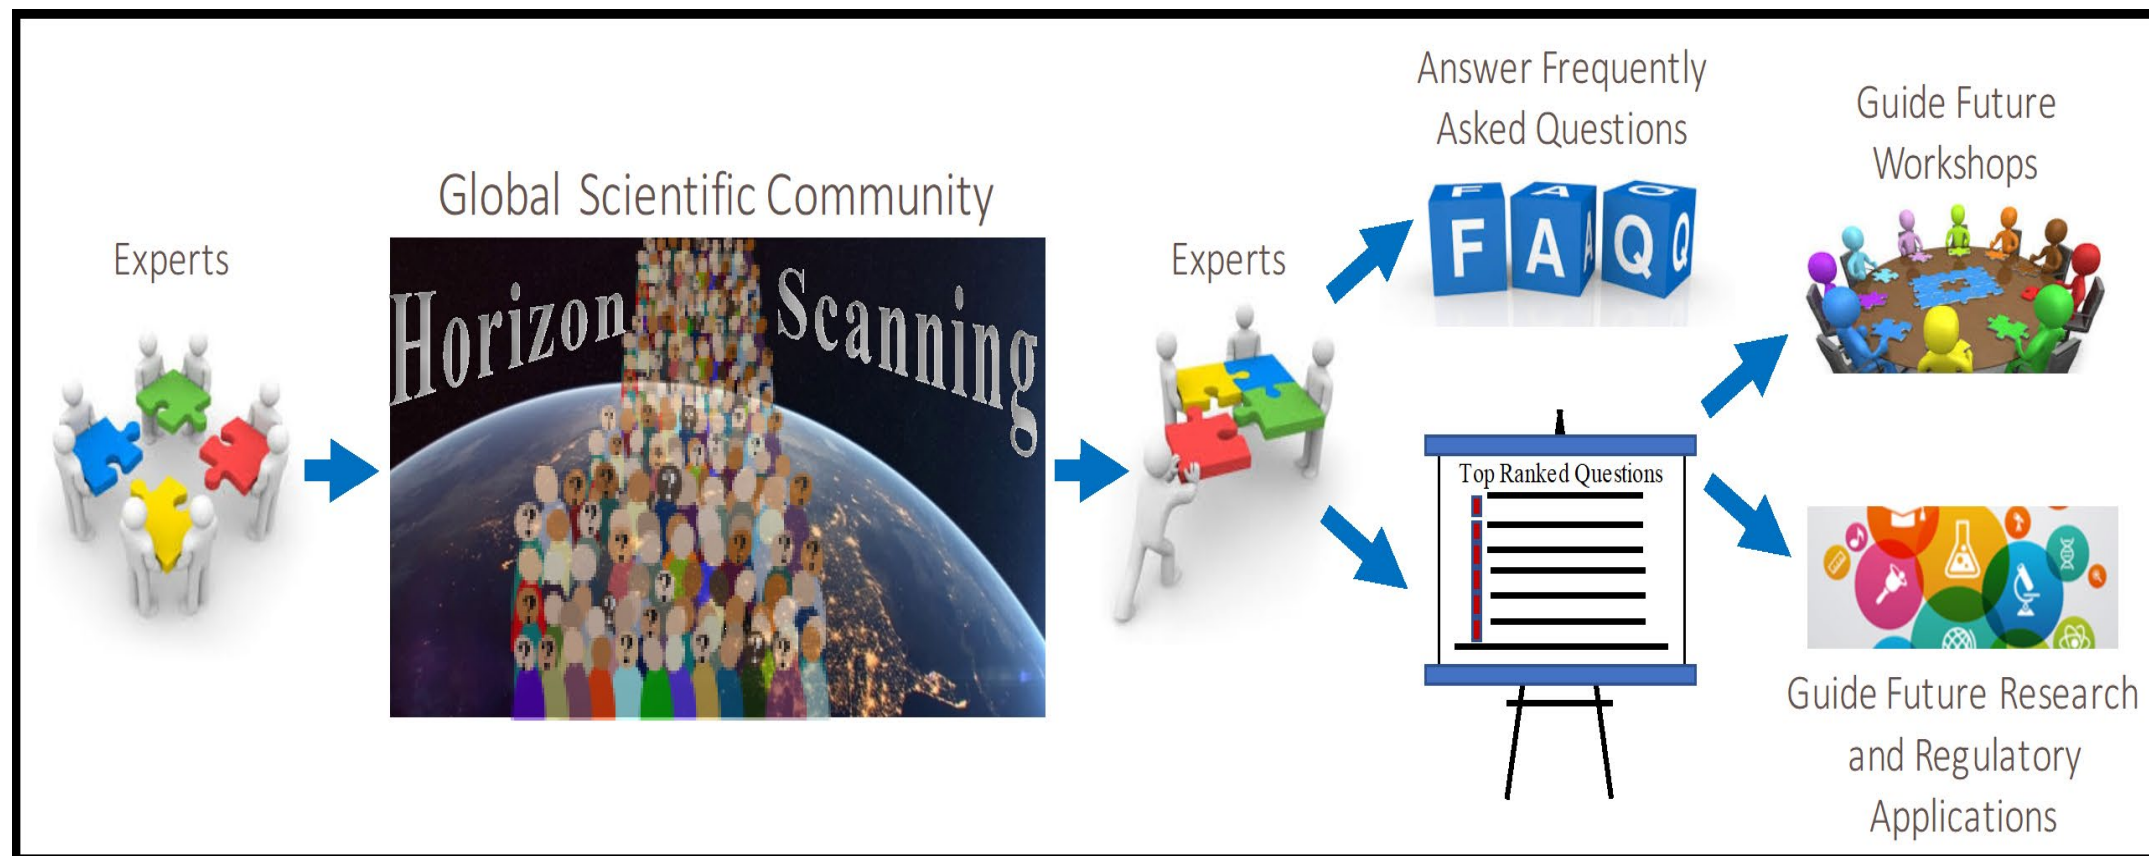 Experts
Global Scientific Community
Horizon Scanning
Experts
Answer Frequently
Asked Questions
F A Q
F A A Q Q
Top Ranked Questions
Guide Future
Workshops
Guide Future Research
and Regulatory
Applications